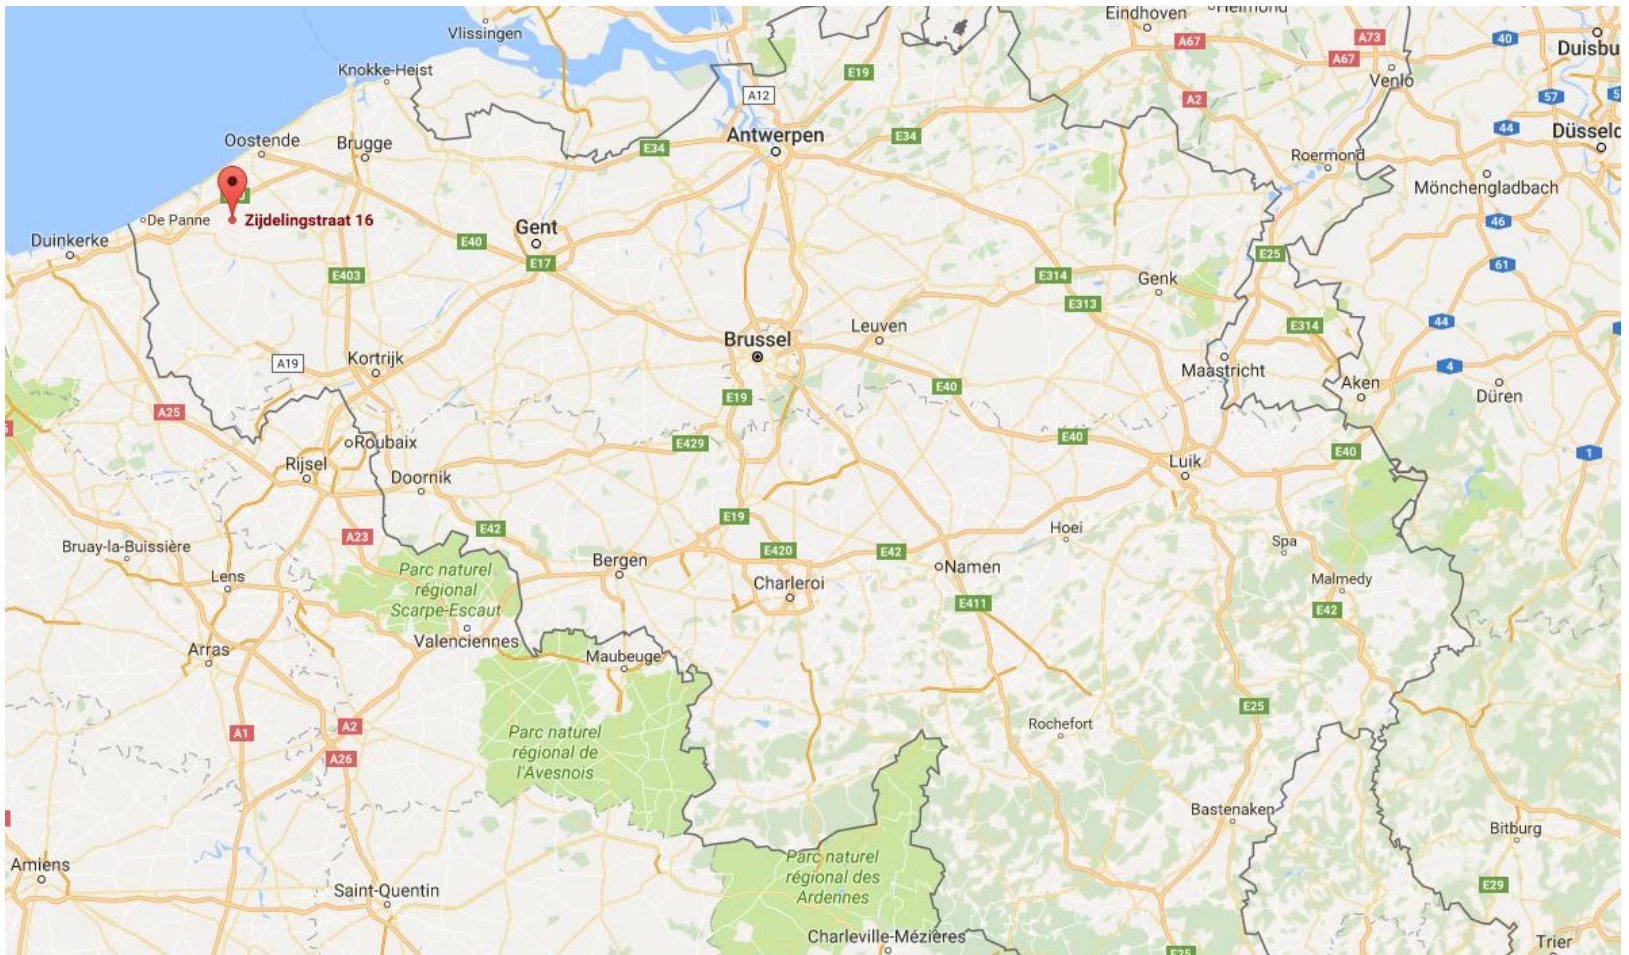 Eindhoven
Helmond
Vlissingen
A67
A73
40
Duisbu
A67
Knokke-Heist
E19
Venlo
A12
A2
57
5
Oostende
Brugge
Antwerpen
E34
E34
44
Düsseld
Roermond
Mönchengladbach
De Panne
Zijdelingstraat 16
Gent
46
Duinkerke
E40
E17
E25
61
E403
E314
Genk
E313
Brussel
Leuven
E314
44
A19
Kortrijk
Maastricht
4
Aken
E19
E40
Düren
A25
Roubaix
E429
E40
E40
1
Rijsel
Luik
Doornik
E42
E19
Hoei
A23
Bruay-la-Buissière
E420
E42
Spa
Bergen
Namen
Lens
Parc naturel
régional
Scarpe-Escaut
Charleroi
Malmedy
E411
E42
Valenciennes
Arras
Maubeuge
E25
A1
A2
Rochefort
Parc naturel
régional de
l'Avesnois
A26
Bastenaken
Bitburg
Amiens
Parc naturel
régional des
Ardennes
Saint-Quentin
E29
Charleville-Mézières
Trier
E25